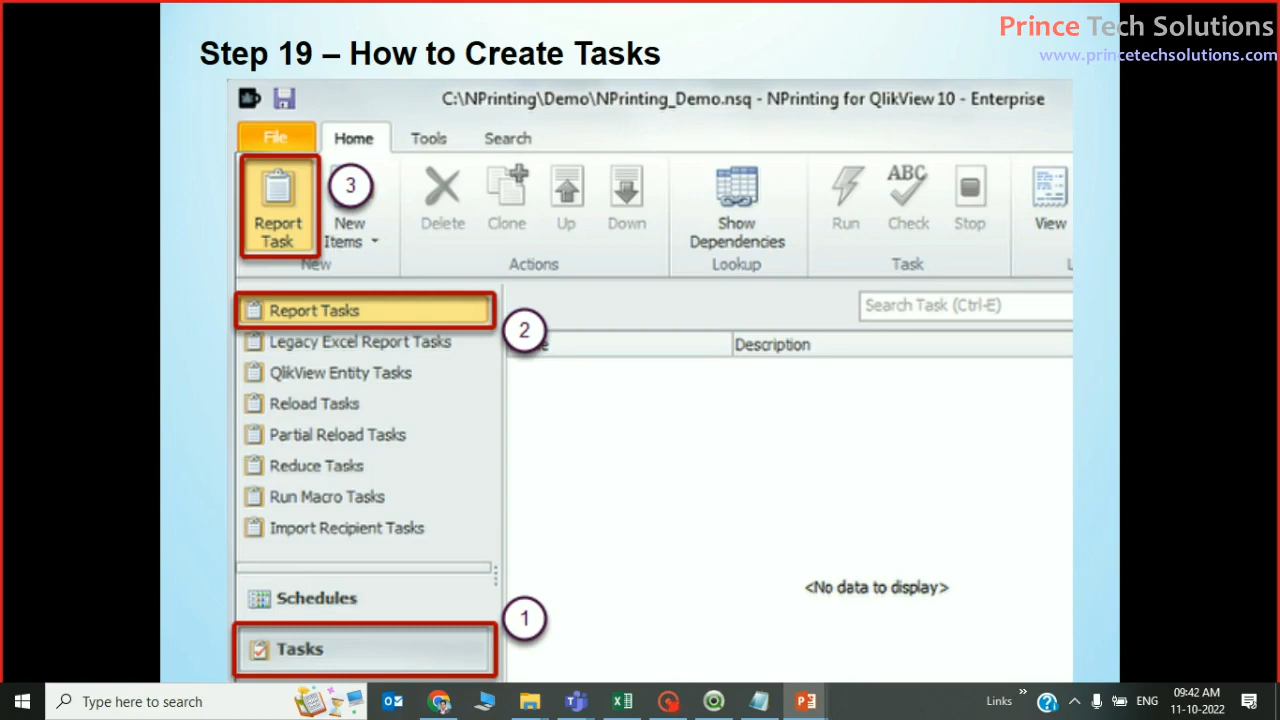 Prince Tech Solutions
www.princetechsolutions.com
Step 19 – How to Create Tasks
C:\NPrinting\Demo\NPrinting_Demo.nsq - NPrinting for QlikView 10 - Enterprise
File Home Tools Search
Report Task 3 New Items Delete Clone Up Down Show Dependencies Run ABC Check Stop View
New Actions Lookup Task
Report Tasks
2
Search Task (Ctrl-E)
Legacy Excel Report Tasks
Description
QlikView Entity Tasks
Reload Tasks
Partial Reload Tasks
Reduce Tasks
Run Macro Tasks
Import Recipient Tasks
<No data to display>
Schedules
1
Tasks
Type here to search
Links » ENG 09:42 AM
11-10-2022